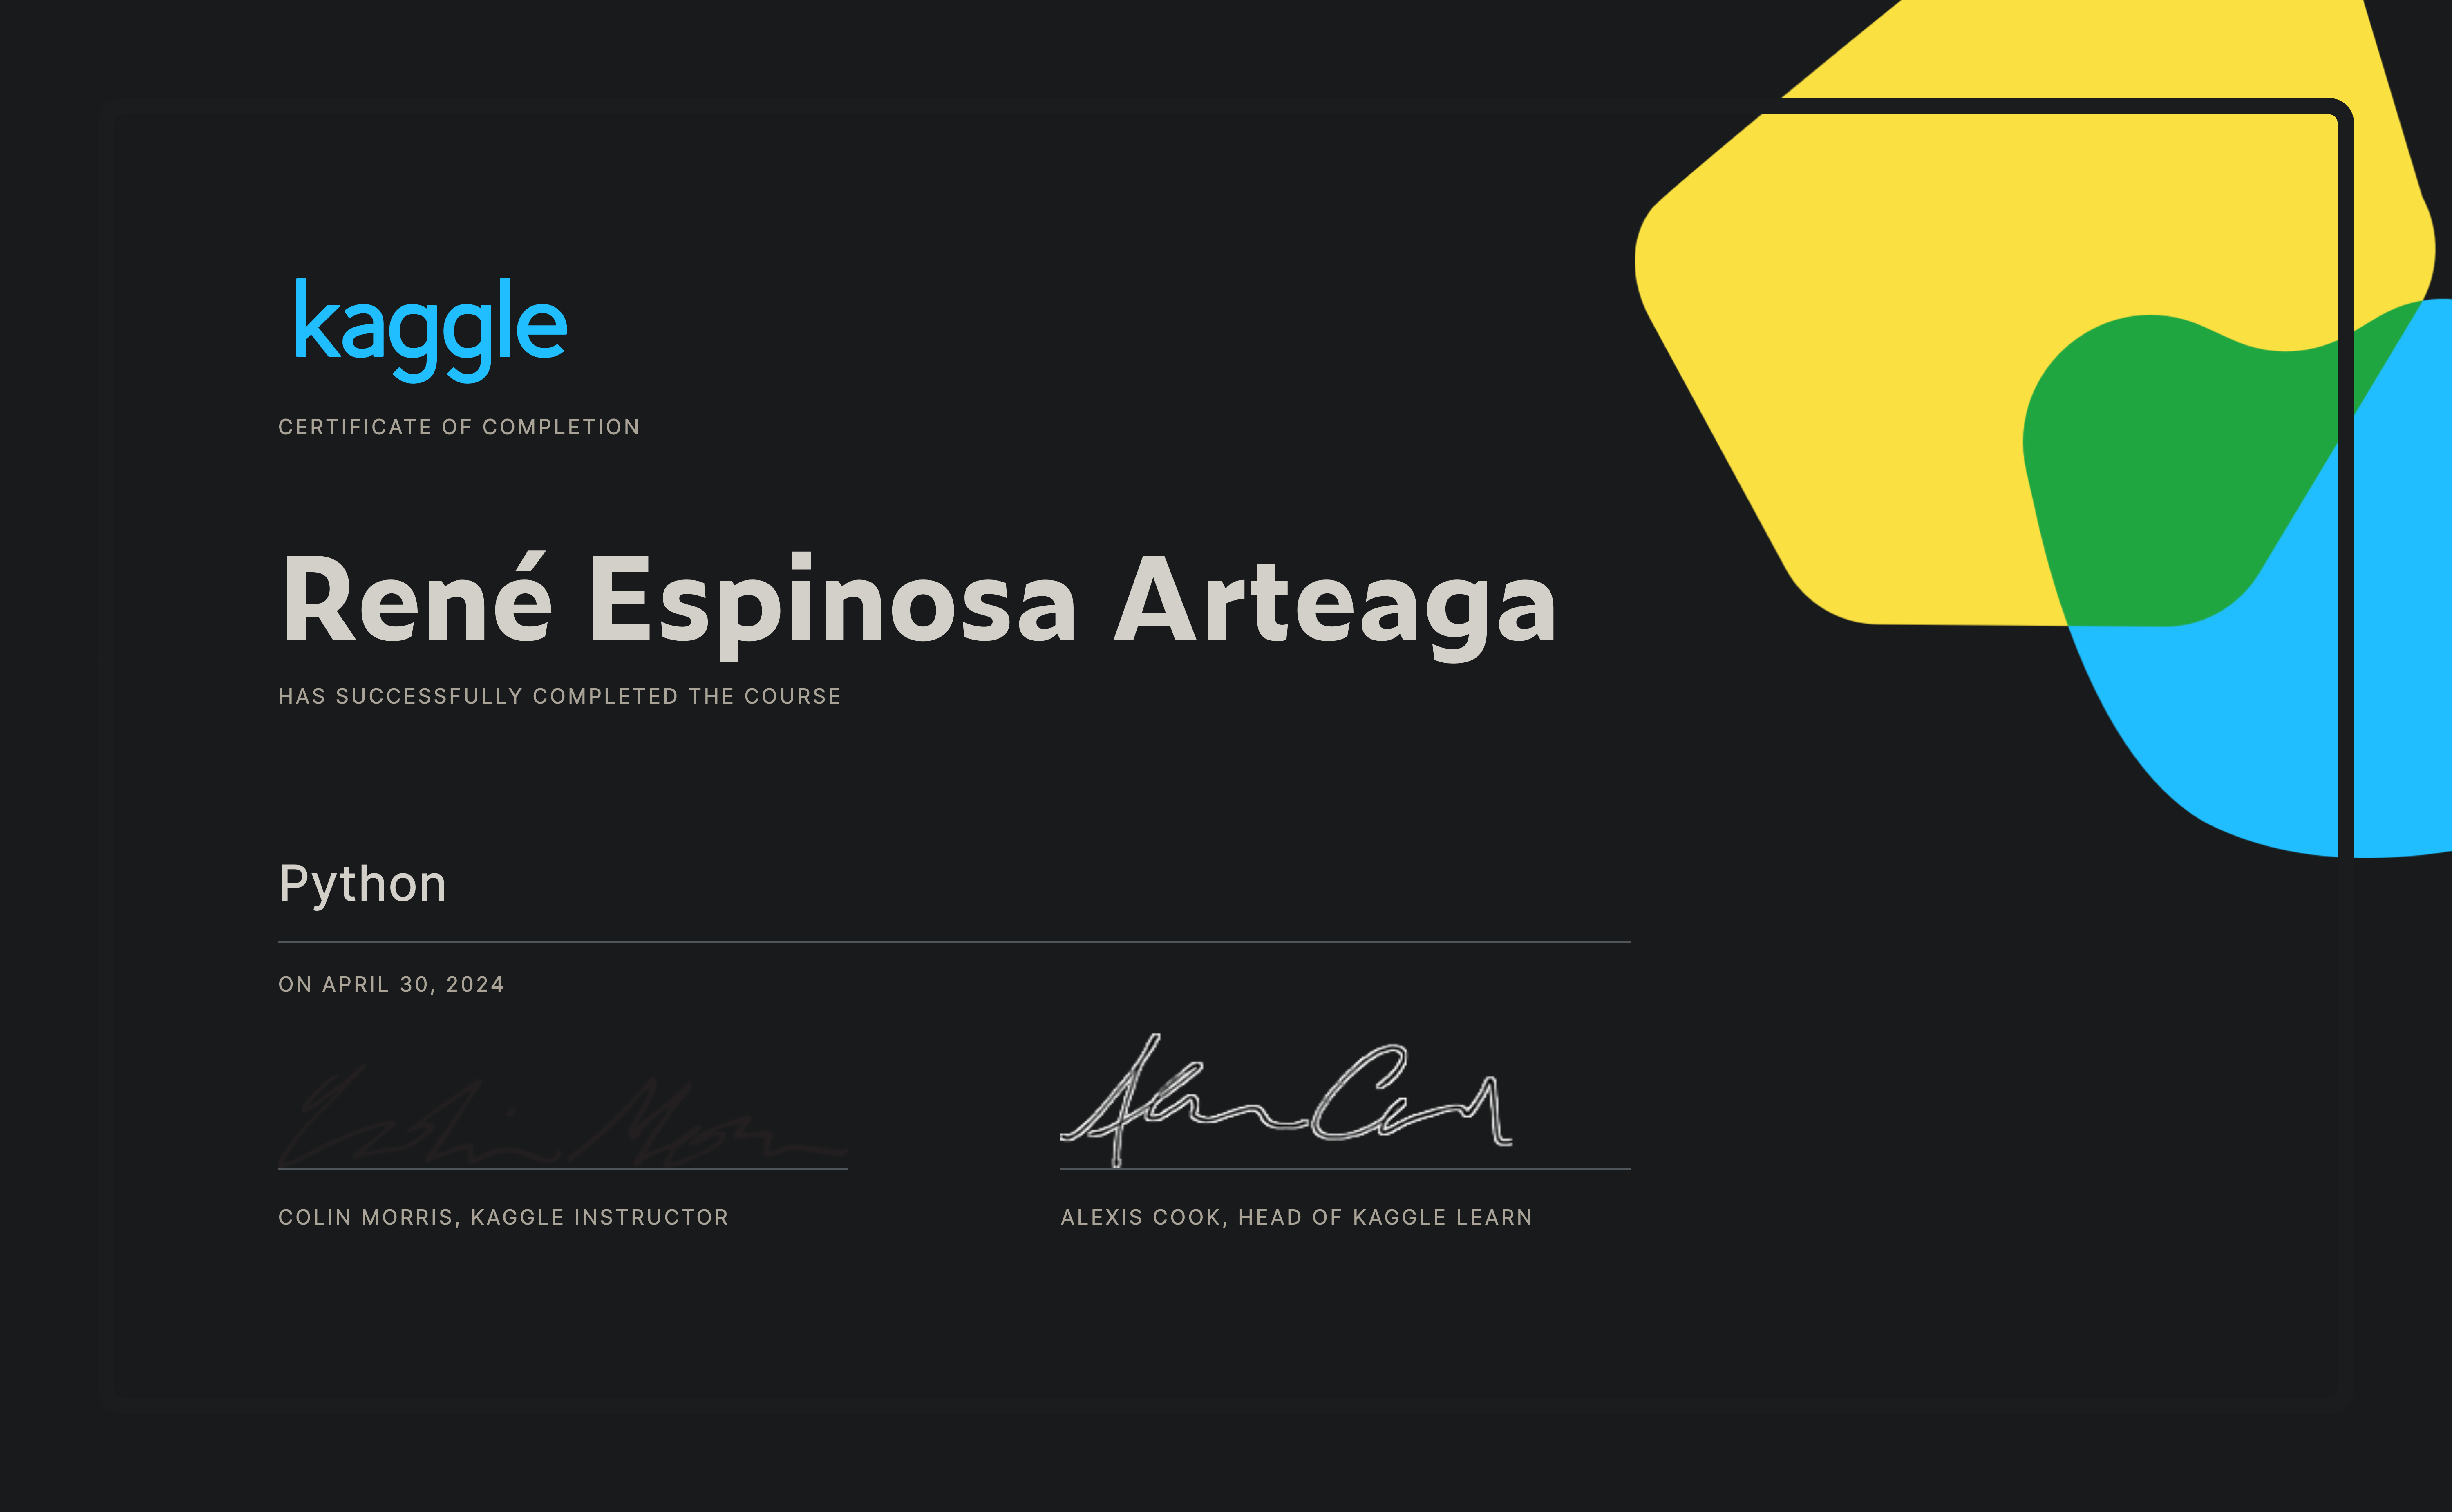 kaggle
CERTIFICATE OF COMPLETION
René Espinosa Arteaga
HAS SUCCESSFULLY COMPLETED THE COURSE
Python
ON APRIL 30, 2024
COLIN MORRIS, KAGGLE INSTRUCTOR
ALEXIS COOK, HEAD OF KAGGLE LEARN